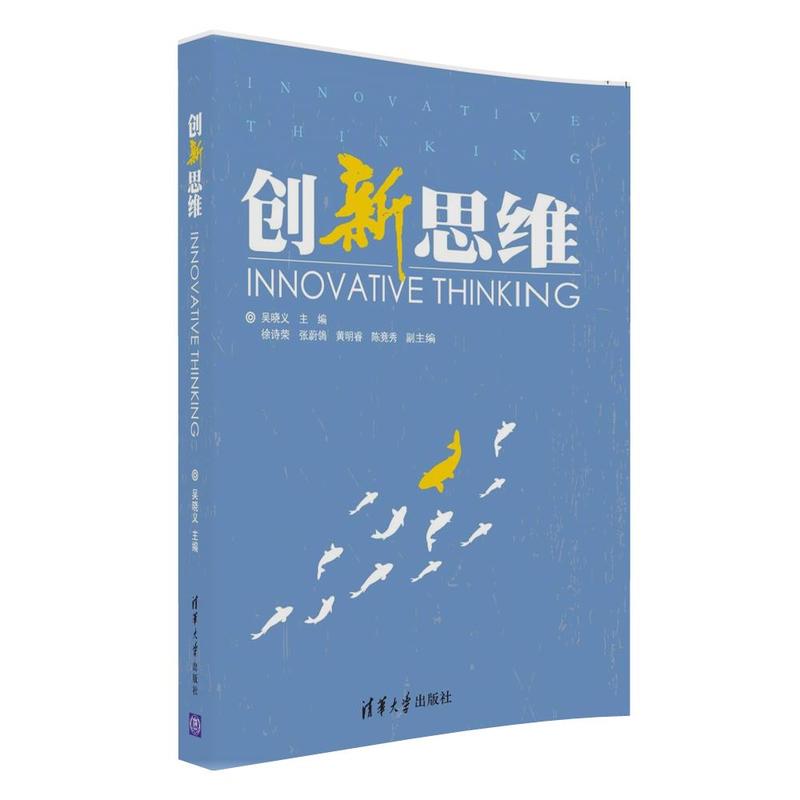 INNOVATIVE
THINKING
创新思维
INNOVATIVE THINKING
吴晓义 主 编
徐诗荣 张蔚鸰 黄明睿 陈竞秀 副主编
清华大学出版社
创新思维
INNOVATIVE THINKING
吴晓义 主编
清华大学出版社